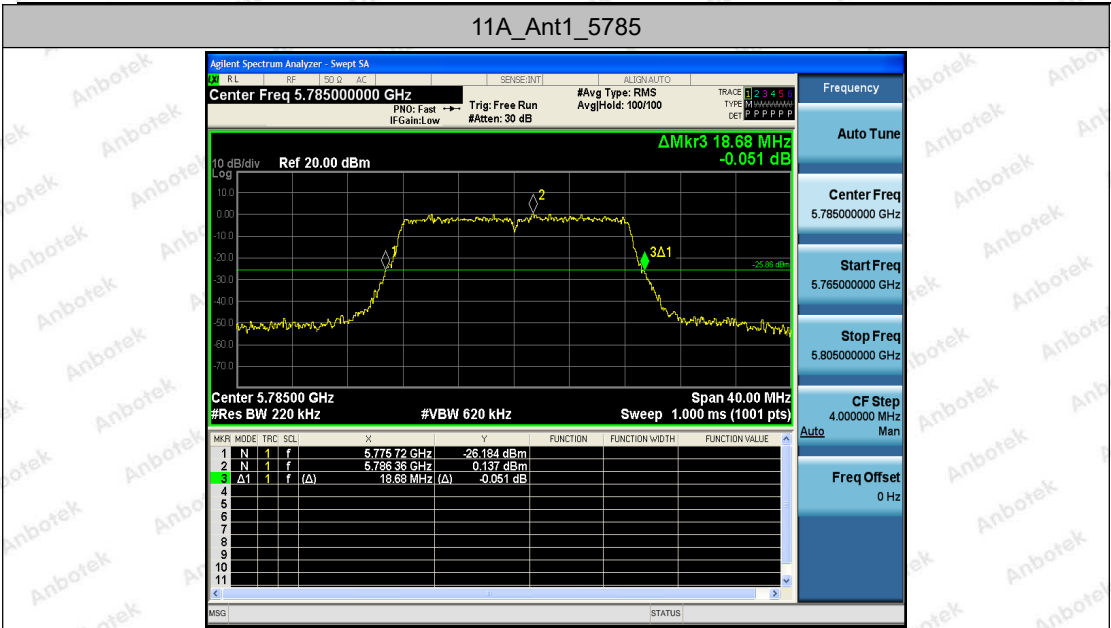 11A_Ant1_5785
Agilent Spectrum Analyzer - Swept SA
LXI RL RF 50 Ω AC SENSE:INT ALIGNAUTO
Center Freq 5.785000000 GHz
PNO: Fast
IFGain:Low
Trig: Free Run
#Atten: 30 dB
#Avg Type: RMS
Avg|Hold: 100/100
TRACE 1 2 3 4 5 6
TYPE M
DET P P P P P P
ΔMkr3 18.68 MHz
-0.051 dB
10 dB/div Ref 20.00 dBm
Log
10.0
0.00
-10.0
-20.0
-30.0
-40.0
-50.0
-60.0
-70.0
1
2
3Δ1
-25.86 dBm
Center 5.78500 GHz Span 40.00 MHz
#Res BW 220 kHz #VBW 620 kHz Sweep 1.000 ms (1001 pts)
MKR MODE TRC SCL X Y FUNCTION FUNCTION WIDTH FUNCTION VALUE
1 N 1 f 5.775 72 GHz -26.184 dBm
2 N 1 f 5.786 36 GHz 0.137 dBm
3 Δ1 1 f (Δ) 18.68 MHz (Δ) -0.051 dB
4
5
6
7
8
9
10
11
MSG STATUS
Frequency
Auto Tune
Center Freq
5.785000000 GHz
Start Freq
5.765000000 GHz
Stop Freq
5.805000000 GHz
CF Step
4.000000 MHz
Auto Man
Freq Offset
0 Hz
Anbotek